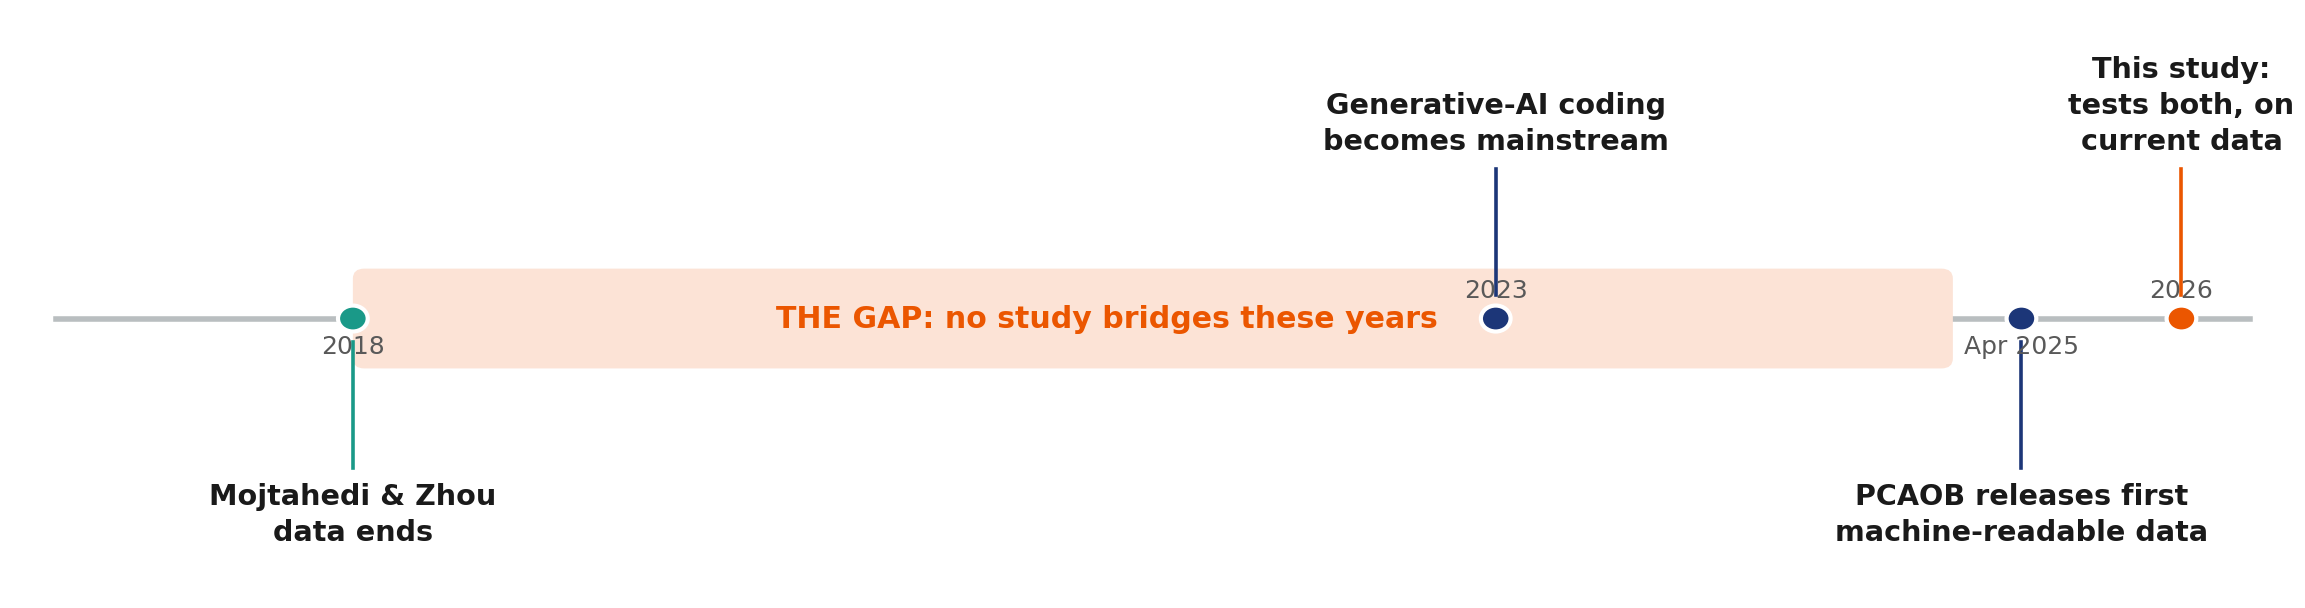 This study:
tests both, on
current data
Generative-AI coding
becomes mainstream
2023
2026
THE GAP: no study bridges these years
2018
Apr 2025
Mojtahedi & Zhou
data ends
PCAOB releases first
machine-readable data